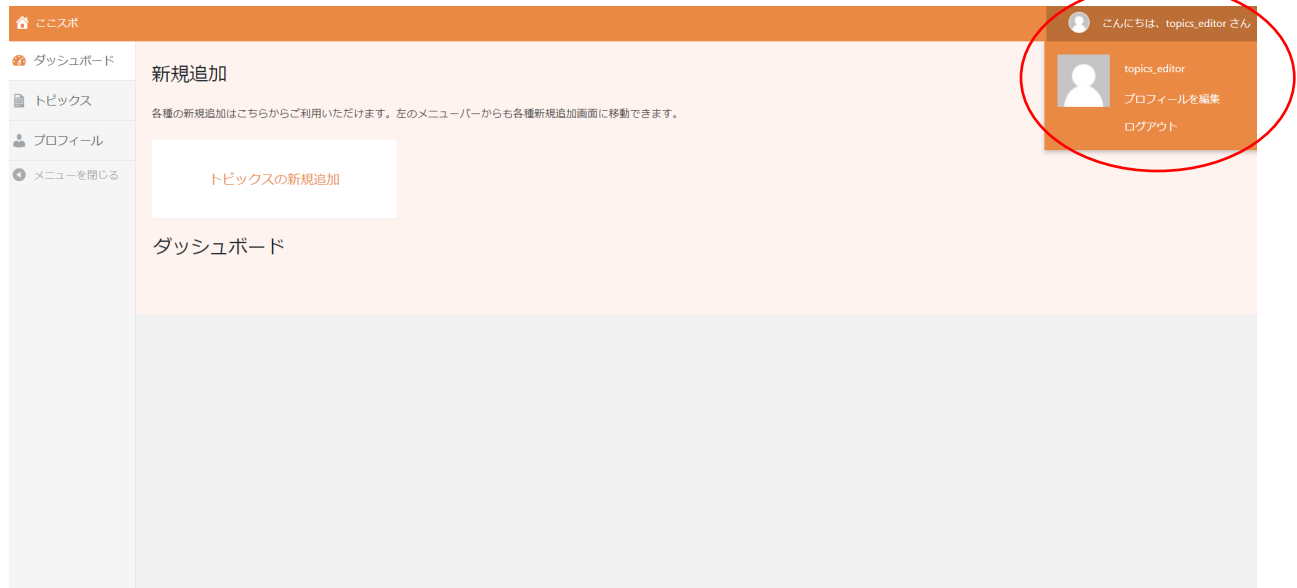 ここスポ
こんにちは、topics_editor さん
topics_editor
プロフィールを編集
ログアウト
ダッシュボード
トピックス
プロフィール
メニューを閉じる
新規追加
各種の新規追加はこちらからご利用いただけます。左のメニューバーからも各種新規追加画面に移動できます。
トピックスの新規追加
ダッシュボード